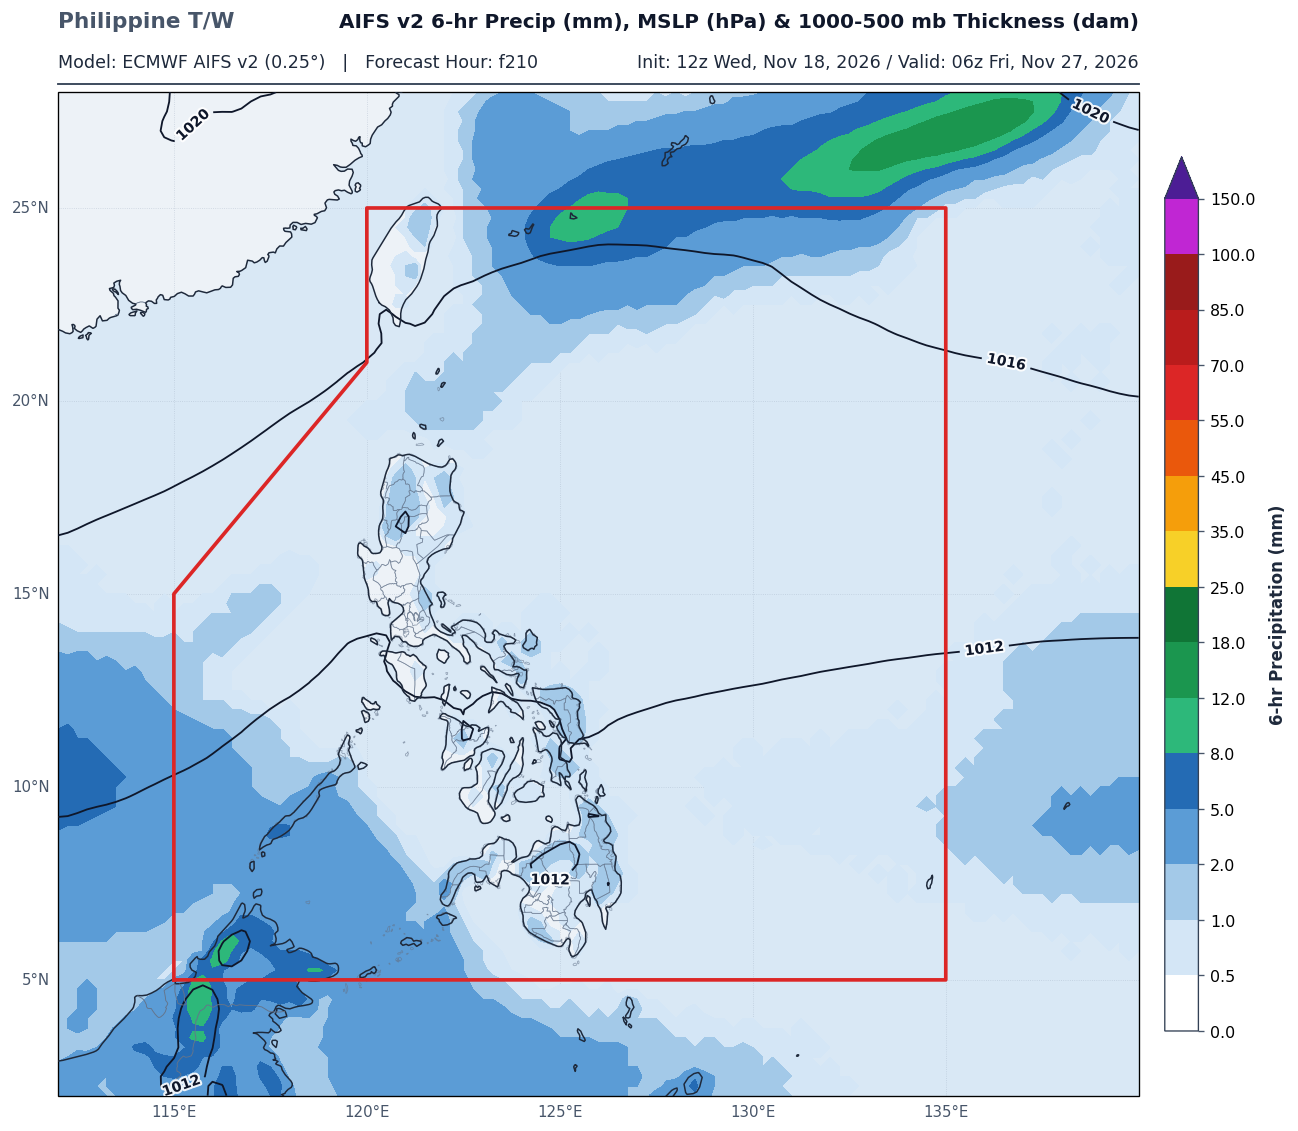 Philippine T/W
AIFS v2 6-hr Precip (mm), MSLP (hPa) & 1000-500 mb Thickness (dam)
Model: ECMWF AIFS v2 (0.25°) | Forecast Hour: f210
Init: 12z Wed, Nov 18, 2026 / Valid: 06z Fri, Nov 27, 2026
1020
1020
1016
1012
1012
1012
25°N
20°N
15°N
10°N
5°N
115°E
120°E
125°E
130°E
135°E
150.0
100.0
85.0
70.0
55.0
45.0
35.0
25.0
18.0
12.0
8.0
5.0
2.0
1.0
0.5
0.0
6-hr Precipitation (mm)